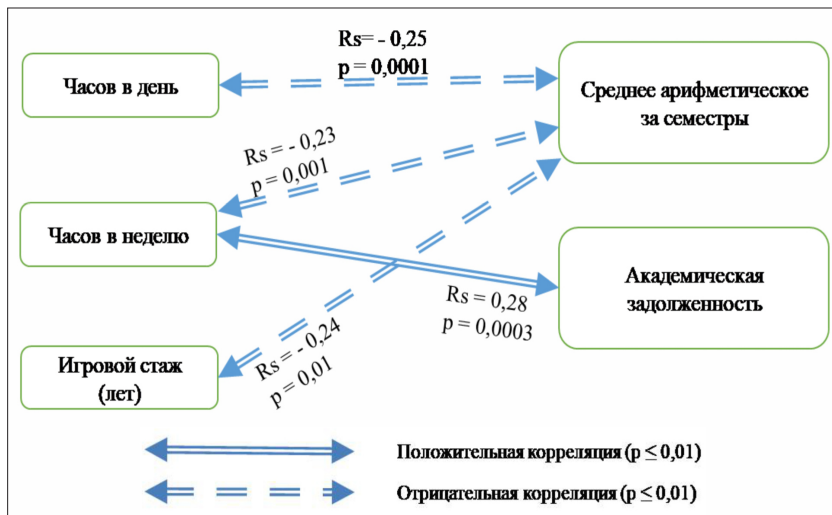 Rs= - 0,25
p = 0,0001
Часов в день
Среднее арифметическое
за семестры
Rs = - 0,23
p = 0,001
Часов в неделю
Академическая
задолженность
Rs = 0,28
p = 0,0003
Rs = - 0,24
p = 0,01
Игровой стаж
(лет)
Положительная корреляция (p ≤ 0,01)
Отрицательная корреляция (p ≤ 0,01)